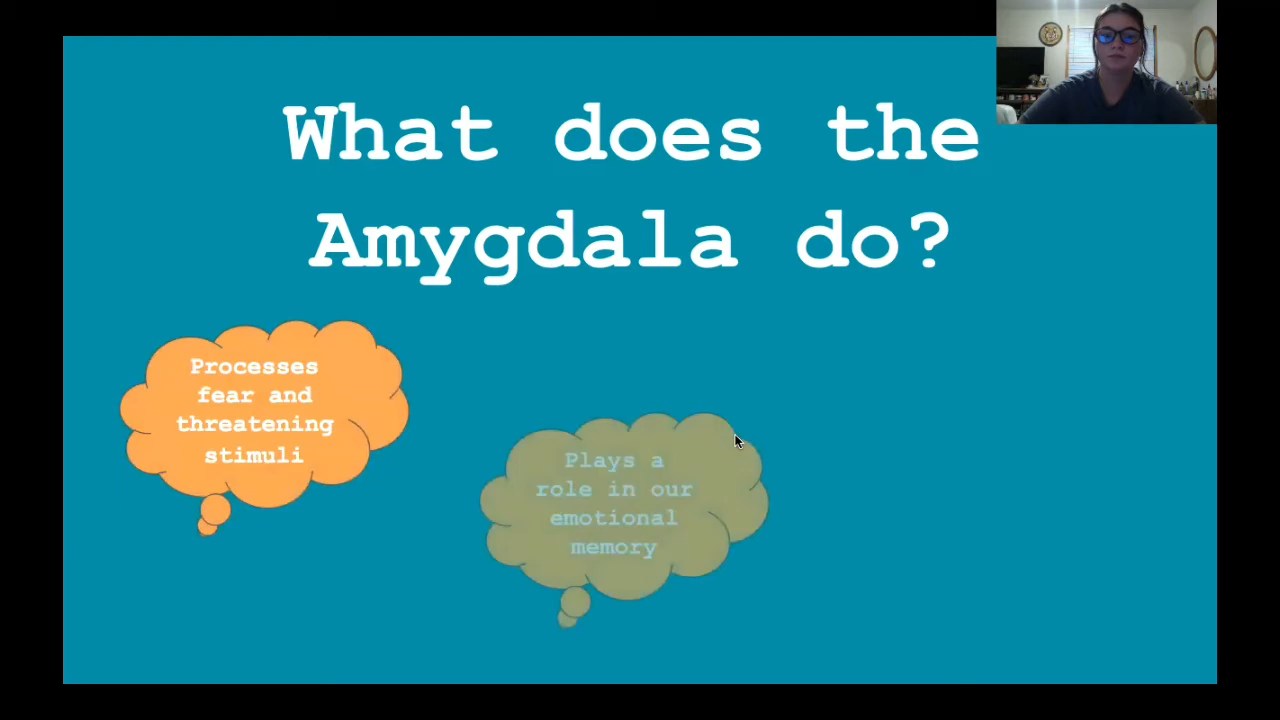 What does the
Amygdala do?
Processes
fear and
threatening
stimuli
Plays a
role in our
emotional
memory